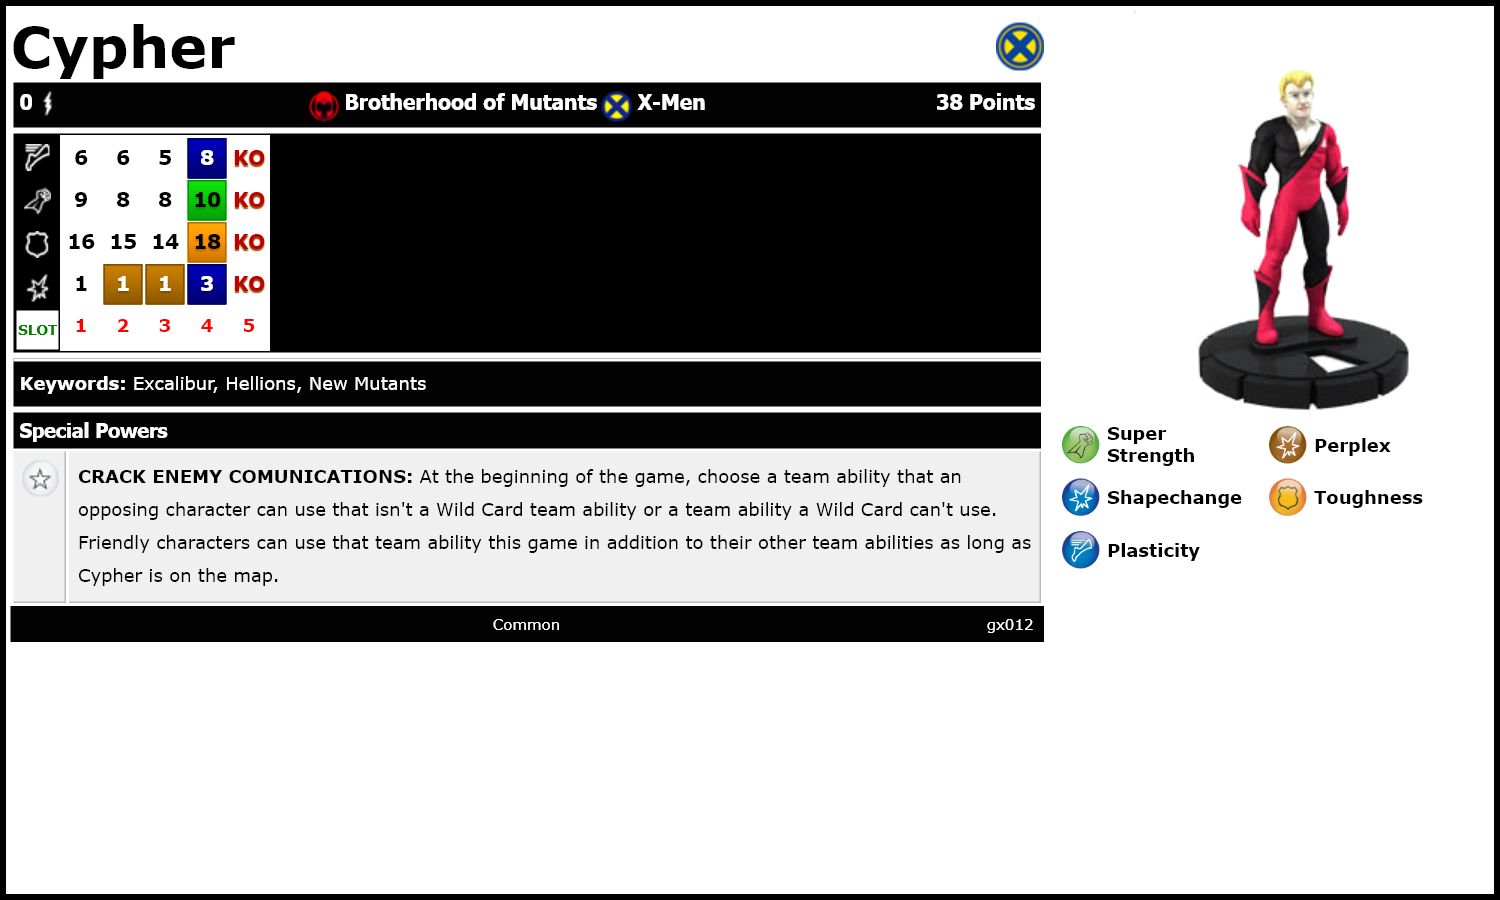 Cypher
0 Brotherhood of Mutants X-Men 38 Points
6 6 5 8 KO
9 8 8 10 KO
16 15 14 18 KO
1 1 1 3 KO
SLOT 1 2 3 4 5
Keywords: Excalibur, Hellions, New Mutants
Special Powers
CRACK ENEMY COMUNICATIONS: At the beginning of the game, choose a team ability that an
opposing character can use that isn't a Wild Card team ability or a team ability a Wild Card can't use.
Friendly characters can use that team ability this game in addition to their other team abilities as long as
Cypher is on the map.
Common gx012
Super
Strength
Perplex
Shapechange
Toughness
Plasticity